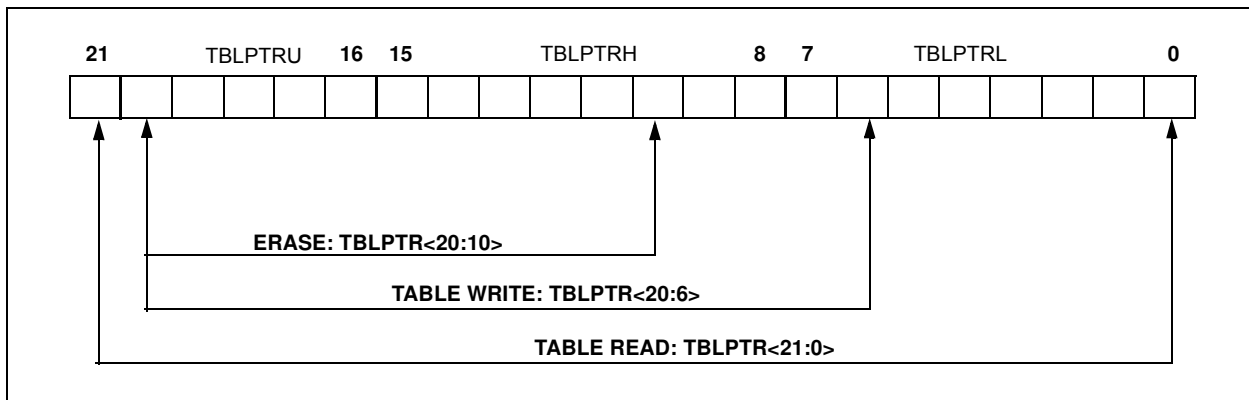 21 TBLPTRU 16 15 TBLPTRH 8 7 TBLPTRL 0
ERASE: TBLPTR<20:10>
TABLE WRITE: TBLPTR<20:6>
TABLE READ: TBLPTR<21:0>